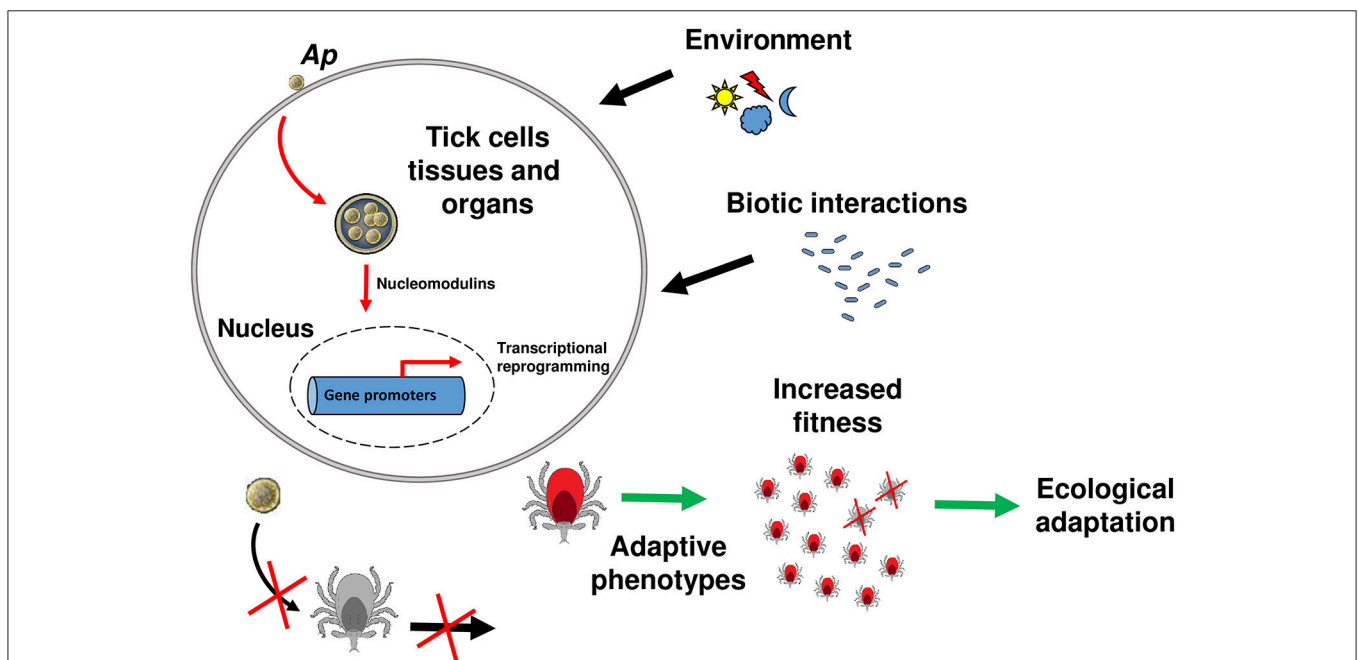 Ap
Environment
Tick cells
tissues and
organs
Biotic interactions
Nucleomodulins
Nucleus
Transcriptional
reprogramming
Gene promoters
Increased
fitness
Adaptive
phenotypes
Ecological
adaptation